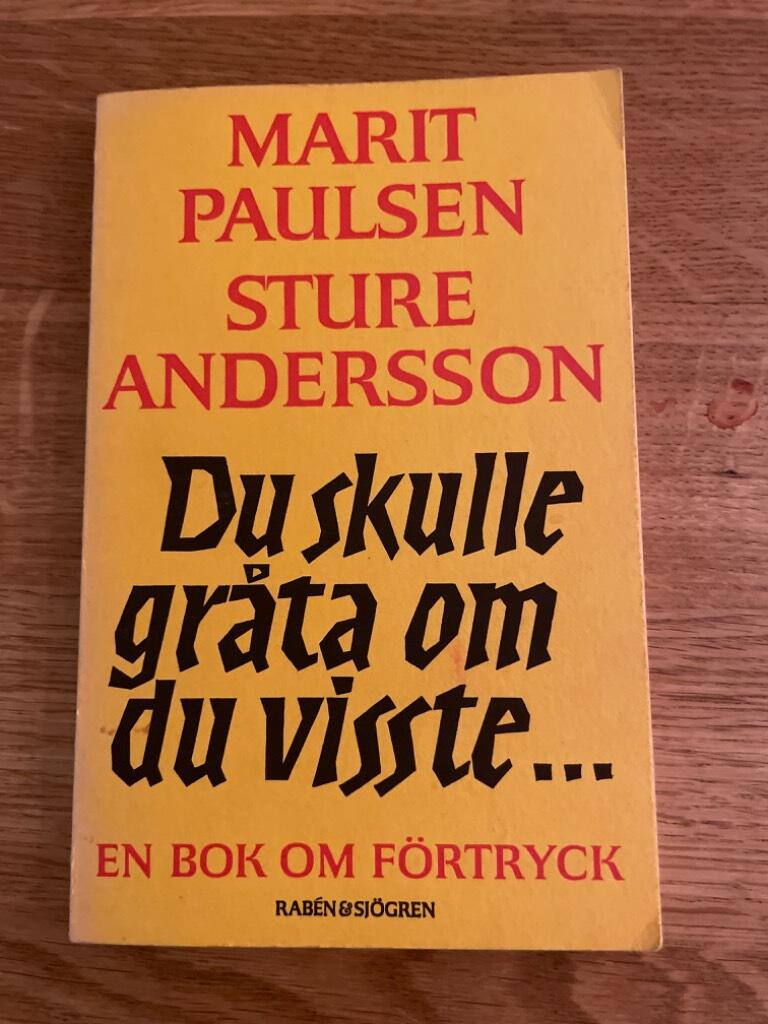 MARIT
PAULSEN
STURE
ANDERSSON
Du skulle
gråta om
du visste...
EN BOK OM FÖRTRYCK
RABÉN&SJÖGREN